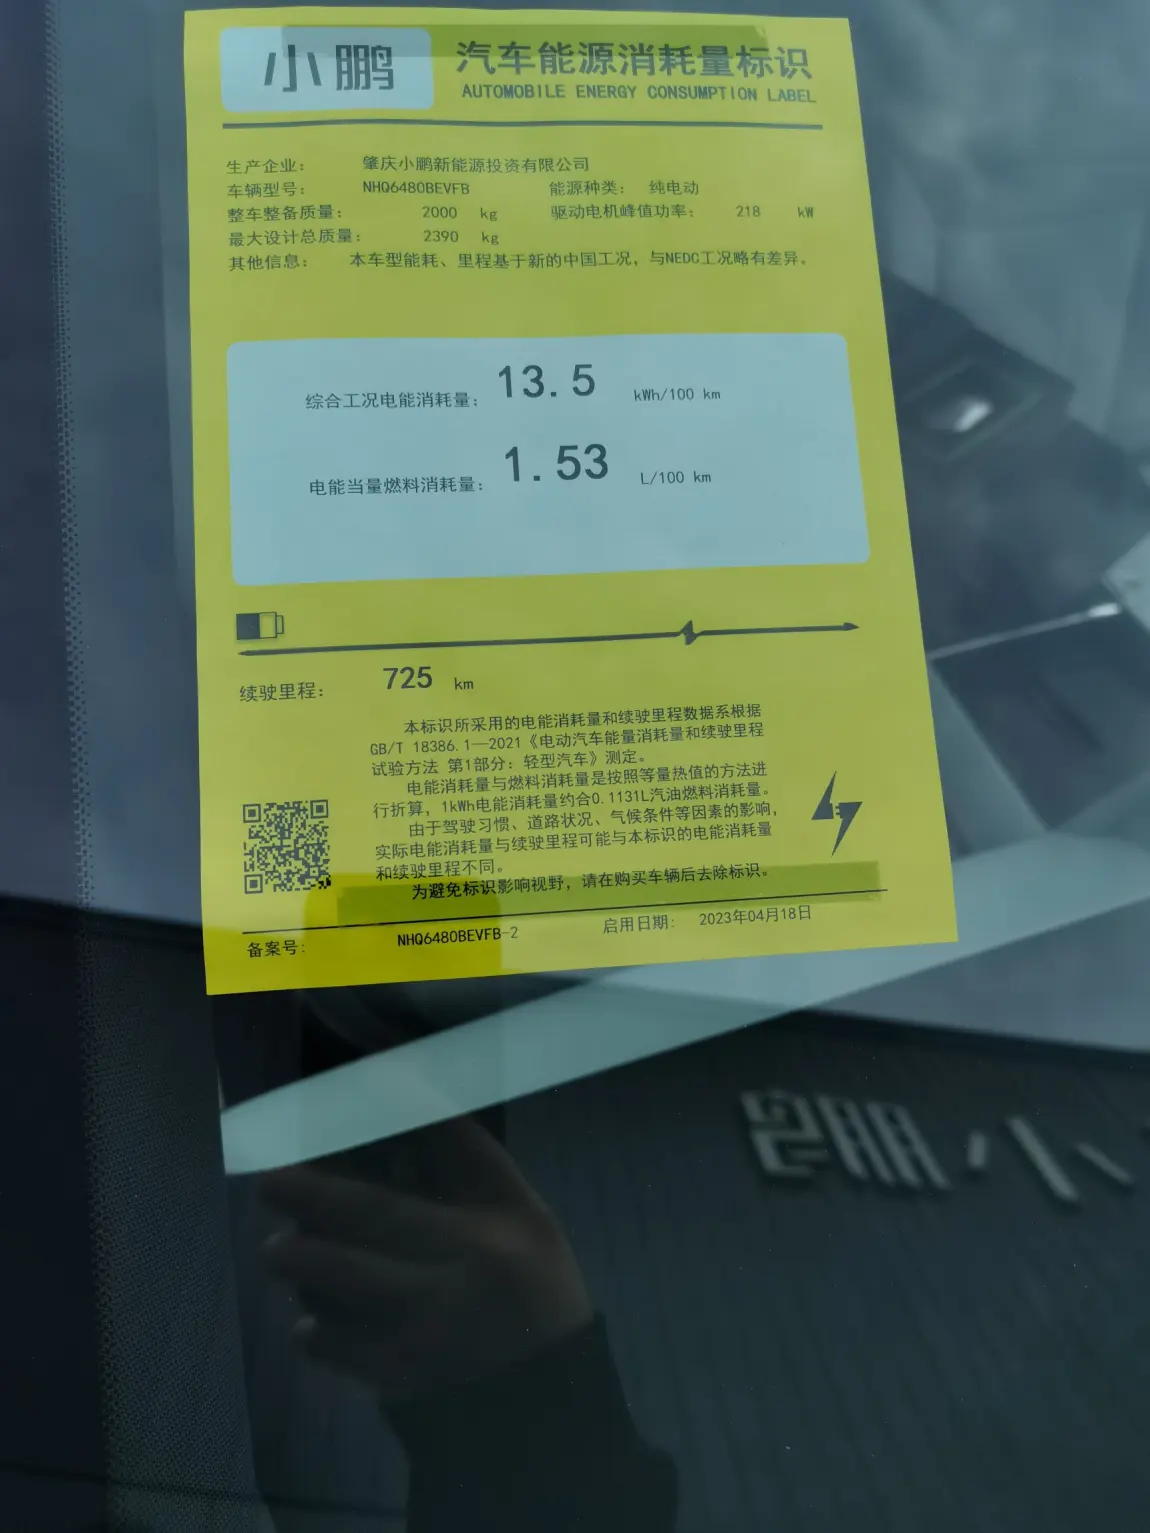 小鹏
汽车能源消耗量标识
AUTOMOBILE ENERGY CONSUMPTION LABEL
生产企业： 肇庆小鹏新能源投资有限公司
车辆型号： NHQ6480BEVFB 能源种类： 纯电动
整车整备质量： 2000 kg 驱动电机峰值功率： 218 kW
最大设计总质量： 2390 kg
其他信息： 本车型能耗、里程基于新的中国工况，与NEDC工况略有差异。
综合工况电能消耗量： 13.5 kWh/100 km
电能当量燃料消耗量： 1.53 L/100 km
续驶里程： 725 km
本标识所采用的电能消耗量和续驶里程数据系根据
GB/T 18386.1—2021《电动汽车能量消耗量和续驶里程
试验方法 第1部分：轻型汽车》测定。
电能消耗量与燃料消耗量是按照等量热值的方法进
行折算，1kWh电能消耗量约合0.1131L汽油燃料消耗量。
由于驾驶习惯、道路状况、气候条件等因素的影响，
实际电能消耗量与续驶里程可能与本标识的电能消耗量
和续驶里程不同。
为避免标识影响视野，请在购买车辆后去除标识。
备案号： NHQ6480BEVFB-2 启用日期： 2023年04月18日
小鹏